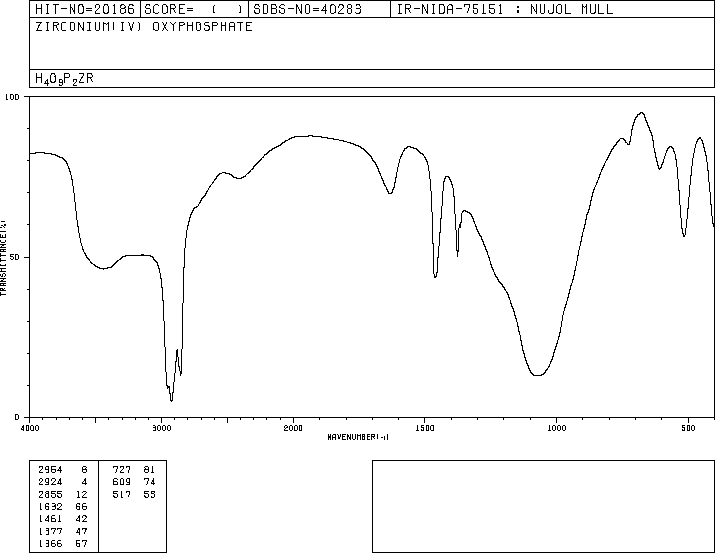 HIT-NO=20186 SCORE= ( ) SDBS-NO=40283 IR-NIDA-75151 : NUJOL MULL
ZIRCONIUM(IV) OXYPHOSPHATE
H4O9P2ZR
100
50
0
TRANSMITTANCE(%)
4000 3000 2000 1500 1000 500
WAVENUMBER(-1)
2954 8 727 81
2924 4 609 74
2855 12 517 55
1632 66
1461 42
1377 47
1366 57